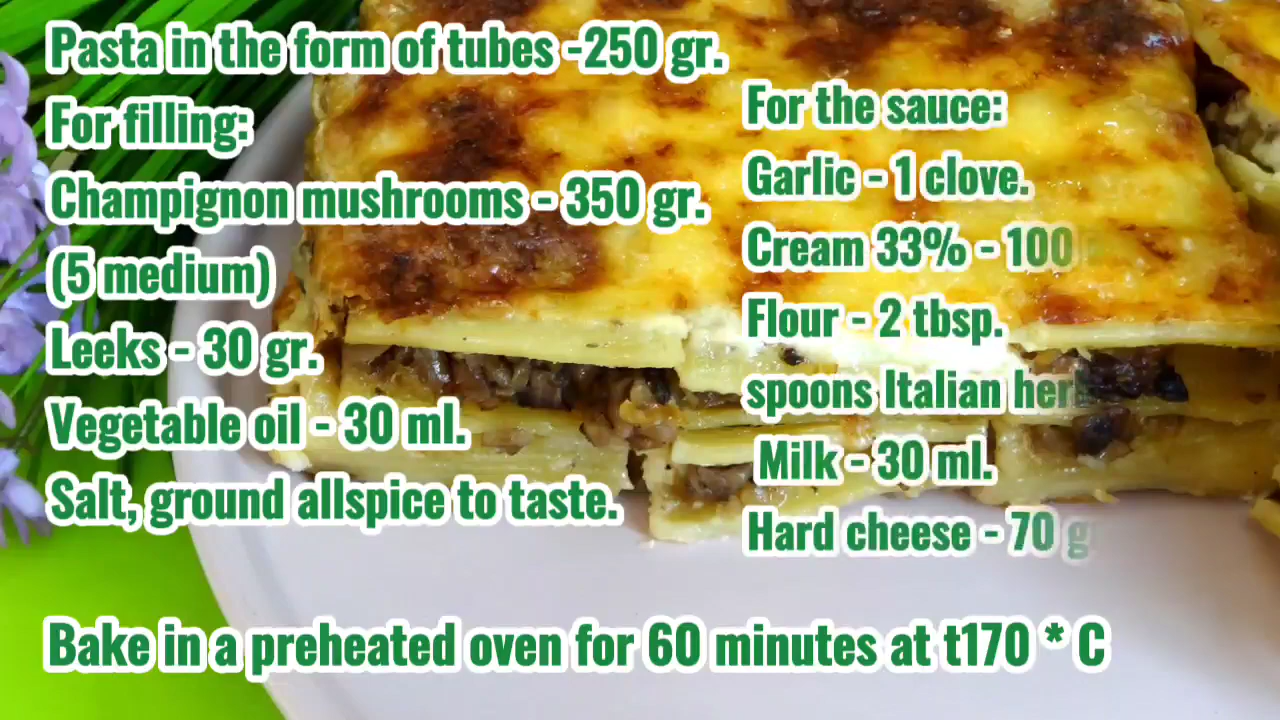 Pasta in the form of tubes -250 gr.
For filling:
Champignon mushrooms - 350 gr.
(5 medium)
Leeks - 30 gr.
Vegetable oil - 30 ml.
Salt, ground allspice to taste.
For the sauce:
Garlic - 1 clove.
Cream 33% - 100
Flour - 2 tbsp.
spoons Italian
Milk - 30 ml.
Hard cheese - 70
Bake in a preheated oven for 60 minutes at t170 * C